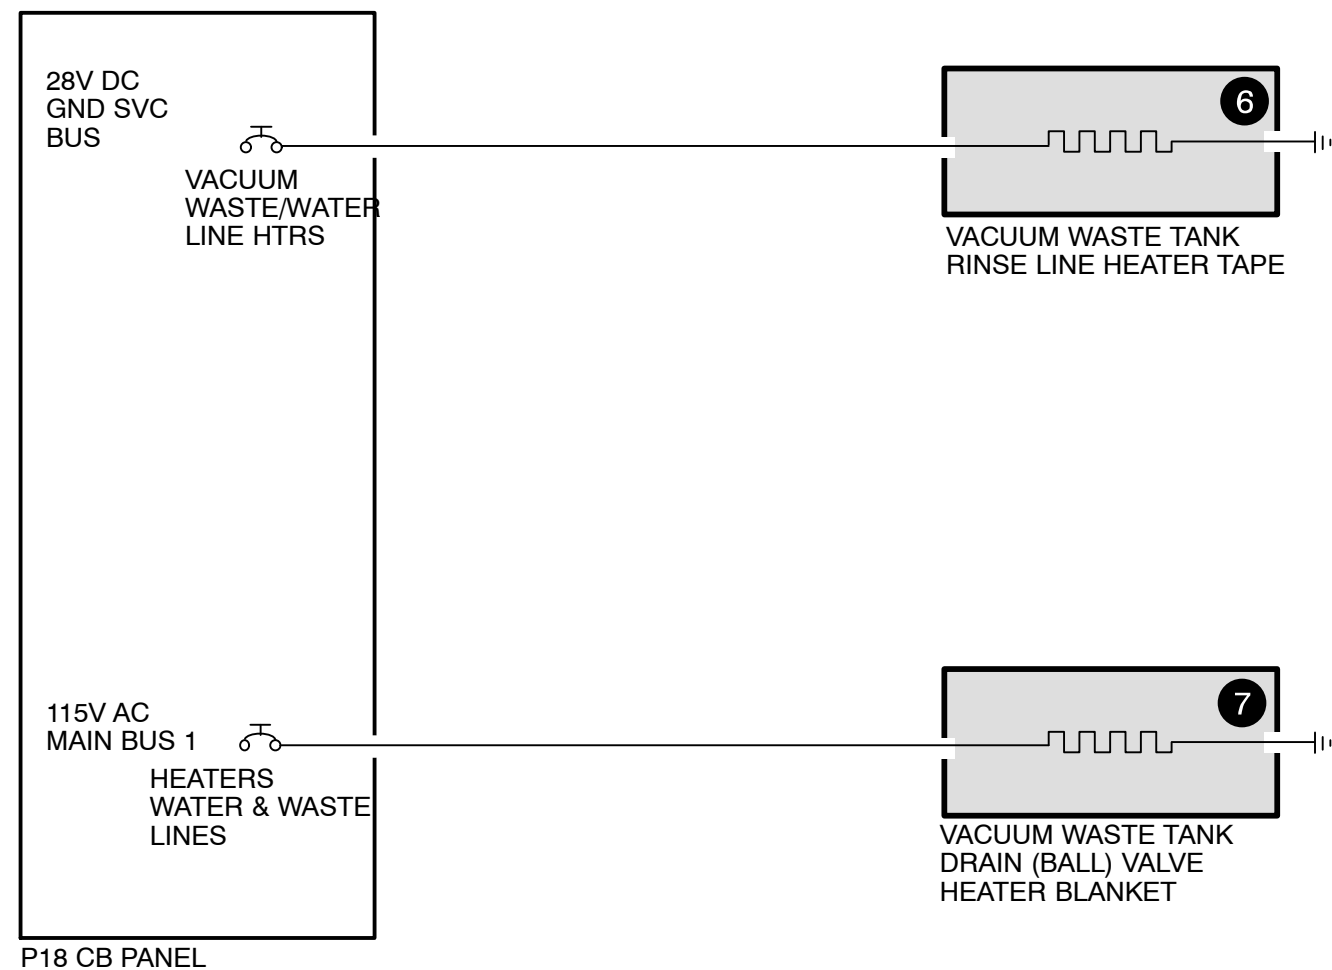 28V DC
GND SVC
BUS
VACUUM
WASTE/WATER
LINE HTRS
6
VACUUM WASTE TANK
RINSE LINE HEATER TAPE
115V AC
MAIN BUS 1
HEATERS
WATER & WASTE
LINES
7
VACUUM WASTE TANK
DRAIN (BALL) VALVE
HEATER BLANKET
P18 CB PANEL